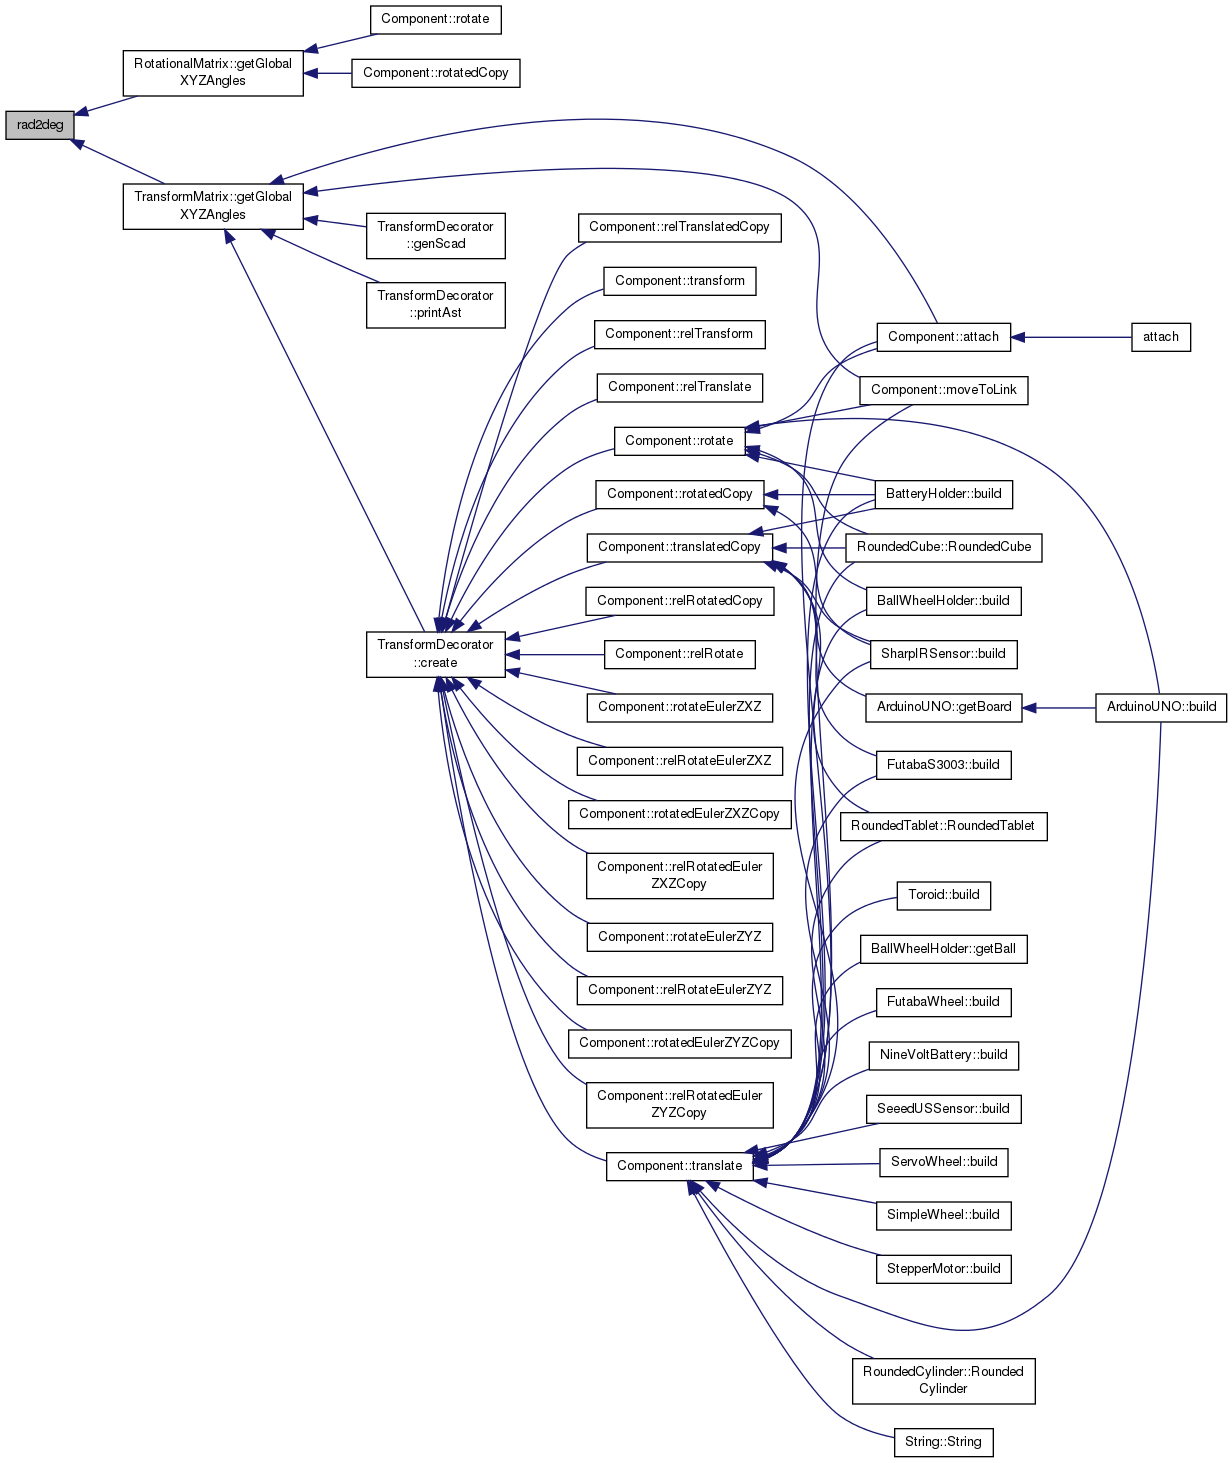 Component::rotate
RotationalMatrix::getGlobal
XYZAngles
Component::rotatedCopy
rad2deg
TransformMatrix::getGlobal
XYZAngles
TransformDecorator
::genScad
TransformDecorator
::printAst
Component::relTranslatedCopy
Component::transform
Component::relTransform
Component::attach
attach
Component::relTranslate
Component::moveToLink
Component::rotate
Component::rotatedCopy
BatteryHolder::build
Component::translatedCopy
RoundedCube::RoundedCube
Component::relRotatedCopy
BallWheelHolder::build
TransformDecorator
::create
Component::relRotate
SharpIRSensor::build
Component::rotateEulerZXZ
ArduinoUNO::getBoard
ArduinoUNO::build
Component::relRotateEulerZXZ
FutabaS3003::build
Component::rotatedEulerZXZCopy
RoundedTablet::RoundedTablet
Component::relRotatedEuler
ZXZCopy
Toroid::build
Component::rotateEulerZYZ
BallWheelHolder::getBall
Component::relRotateEulerZYZ
FutabaWheel::build
Component::rotatedEulerZYZCopy
NineVoltBattery::build
Component::relRotatedEuler
ZYZCopy
SeeedUSSensor::build
Component::translate
ServoWheel::build
SimpleWheel::build
StepperMotor::build
RoundedCylinder::Rounded
Cylinder
String::String